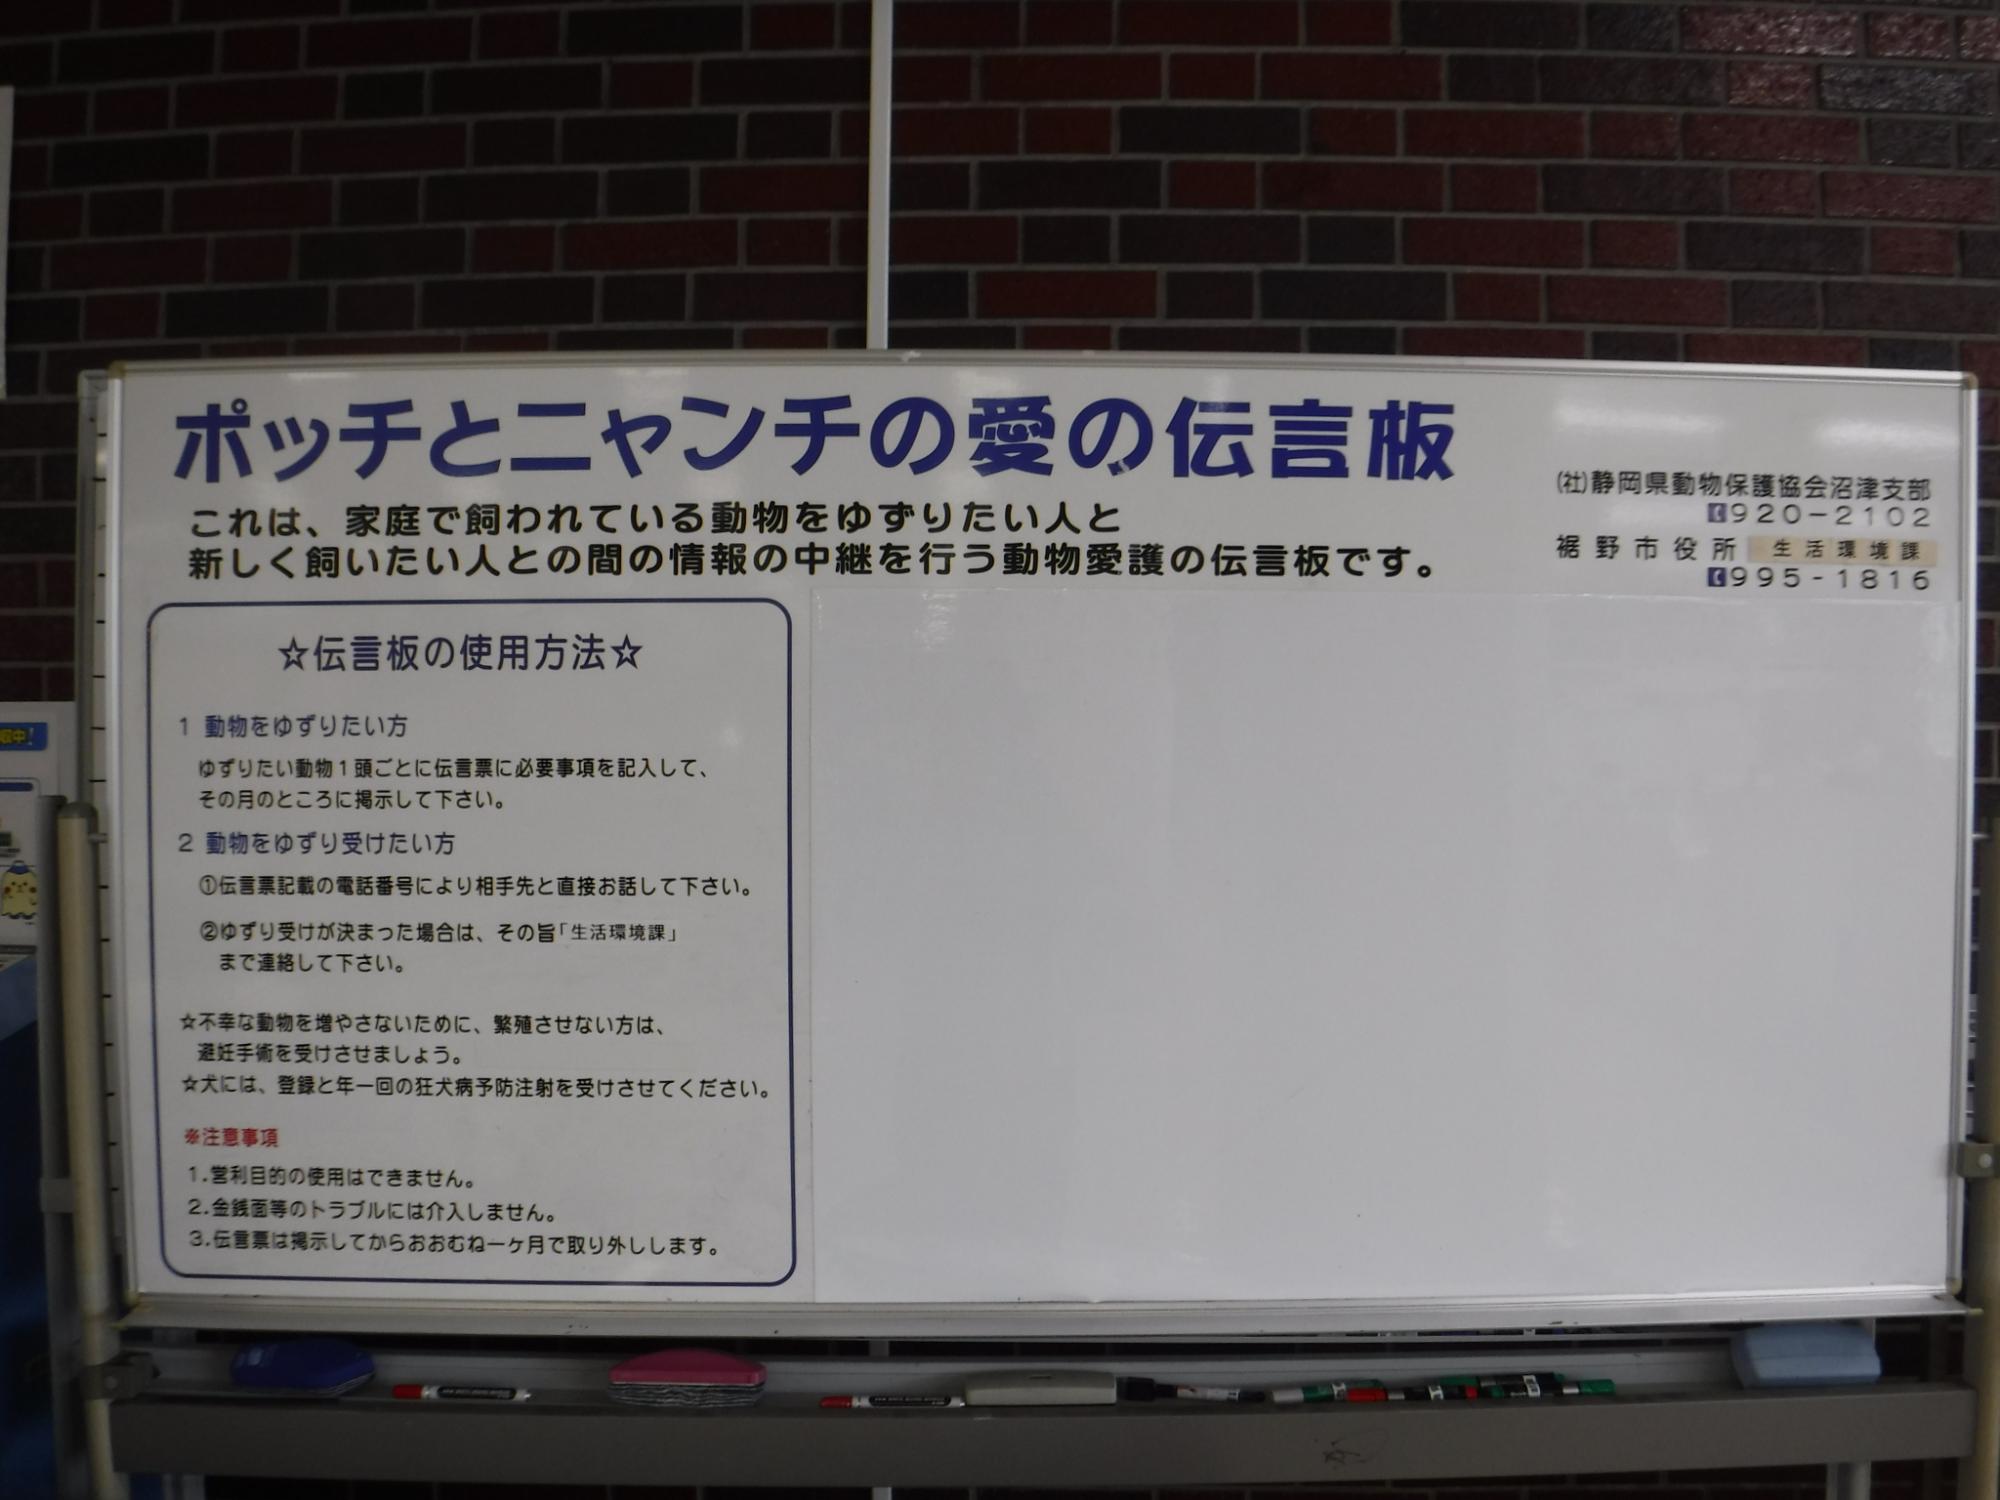 ポッチとニャンチの愛の伝言板
これは、家庭で飼われている動物をゆずりたい人と
新しく飼いたい人との間の情報の中継を行う動物愛護の伝言板です。
(社)静岡県動物保護協会沼津支部
920-2102
裾野市役所 生活環境課
995-1816
☆伝言板の使用方法☆
1 動物をゆずりたい方
ゆずりたい動物1頭ごとに伝言票に必要事項を記入して、
その月のところに掲示して下さい。
2 動物をゆずり受けたい方
①伝言票記載の電話番号により相手先と直接お話して下さい。
②ゆずり受けが決まった場合は、その旨「生活環境課」
まで連絡して下さい。
☆不幸な動物を増やさないために、繁殖させない方は、
避妊手術を受けさせましょう。
☆犬には、登録と年一回の狂犬病予防注射を受けさせてください。
※注意事項
1.営利目的の使用はできません。
2.金銭面等のトラブルには介入しません。
3.伝言票は掲示してからおおむね一ヶ月で取り外しします。
収中!